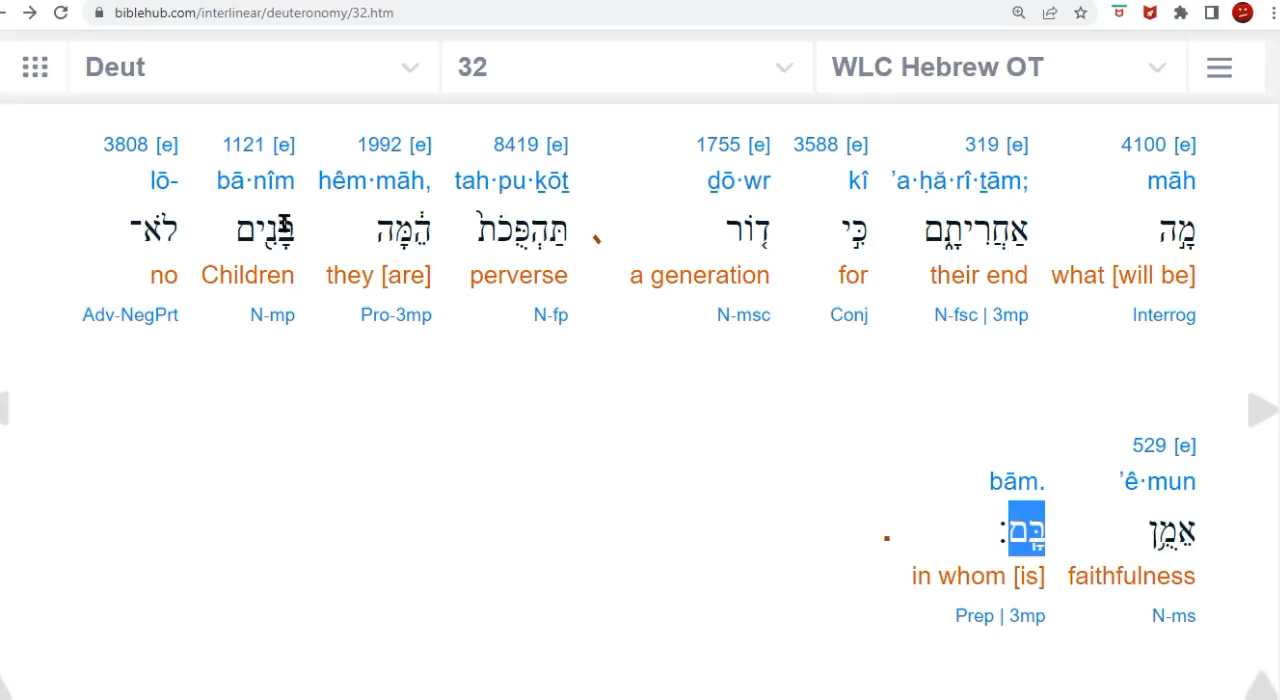 biblehub.com/interlinear/deuteronomy/32.htm
Deut 32 WLC Hebrew OT
3808 [e] 1121 [e] 1992 [e] 8419 [e] 1755 [e] 3588 [e] 319 [e] 4100 [e]
lō- bā·nîm hêm·māh, tah·pu·ḵōṯ ḏō·wr kî ’a·ḥă·rî·ṯām; māh
מָ֣ה אַחֲרִיתָ֑ם כִּ֣י ד֤וֹר תַּהְפֻּכֹת֙ הֵ֔מָּה בָּנִ֖ים לֹא־
no Children they [are] perverse , a generation for their end what [will be]
Adv-NegPrt N-mp Pro-3mp N-fp N-msc Conj N-fsc | 3mp Interrog
529 [e]
bām. ’ê·mun
אֵמֻ֥ן בָּֽם׃
. in whom [is] faithfulness
Prep | 3mp N-ms